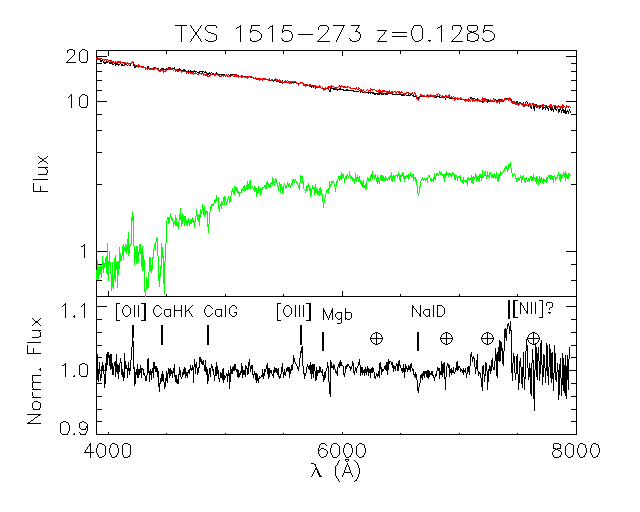 TXS 1515-273 z=0.1285
20
10
1
Flux
1.1
1.0
0.9
Norm. Flux
[OII] CaHK CaIG [OIII] Mgb NaID [NII]?
4000 6000 8000
λ (Å)